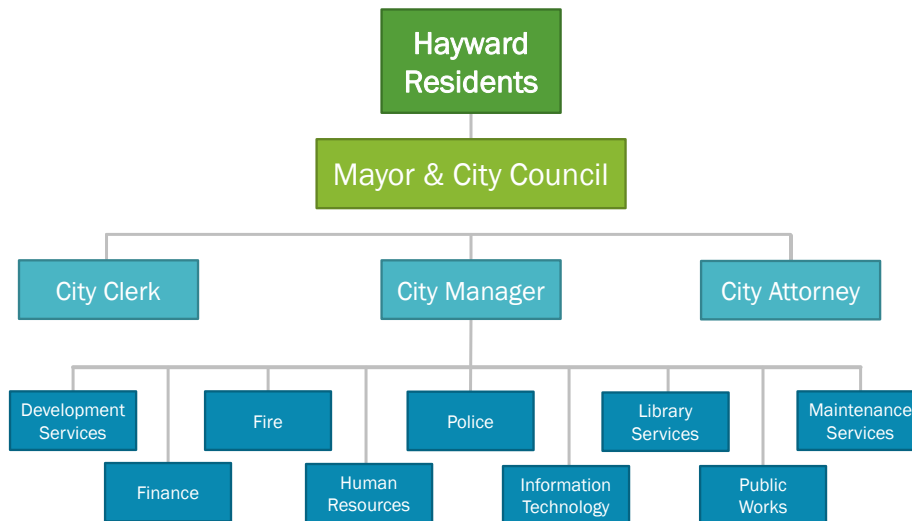 Hayward
Residents
Mayor & City Council
City Clerk
City Manager
City Attorney
Development
Services
Fire
Police
Library
Services
Maintenance
Services
Finance
Human
Resources
Information
Technology
Public
Works